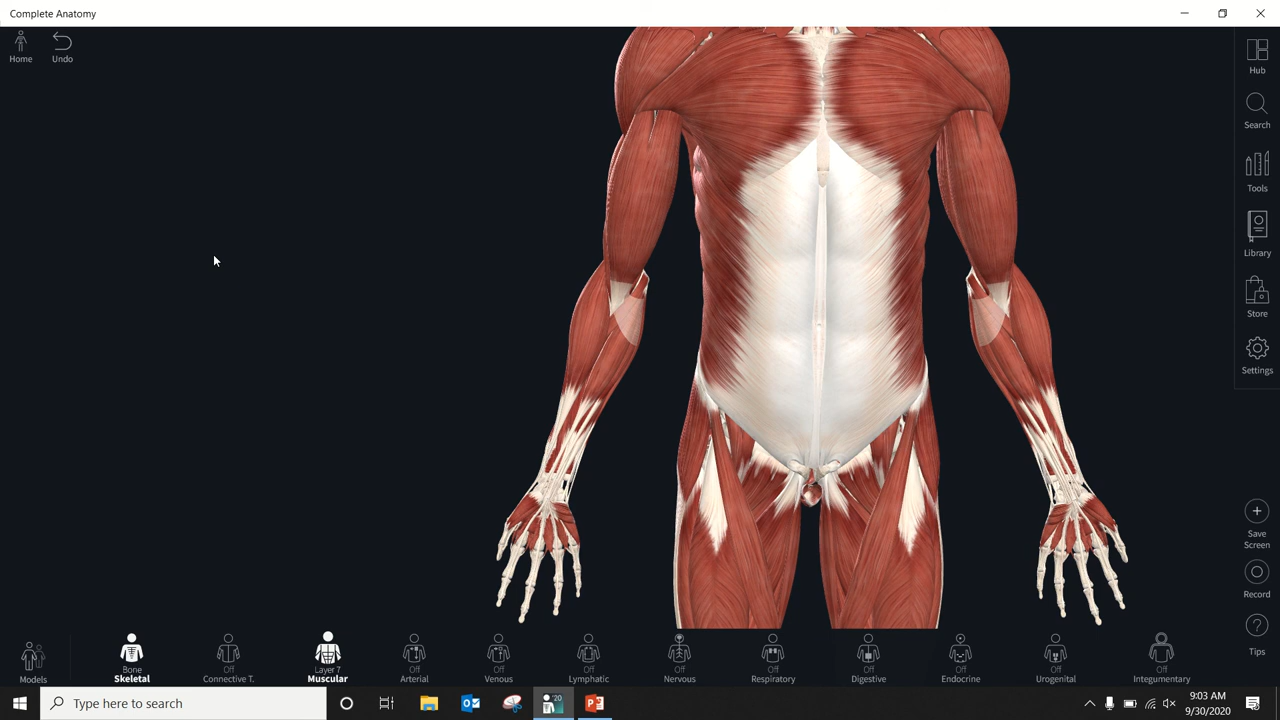 Complete Anatomy
Home
Undo
Hub
Search
Tools
Library
Store
Settings
Save
Screen
Record
Tips
Models
Bone
Skeletal
Off
Connective T.
Layer 7
Muscular
Off
Arterial
Off
Venous
Off
Lymphatic
Off
Nervous
Off
Respiratory
Off
Digestive
Off
Endocrine
Off
Urogenital
Off
Integumentary
Type here to search
'20
9:03 AM
9/30/2020